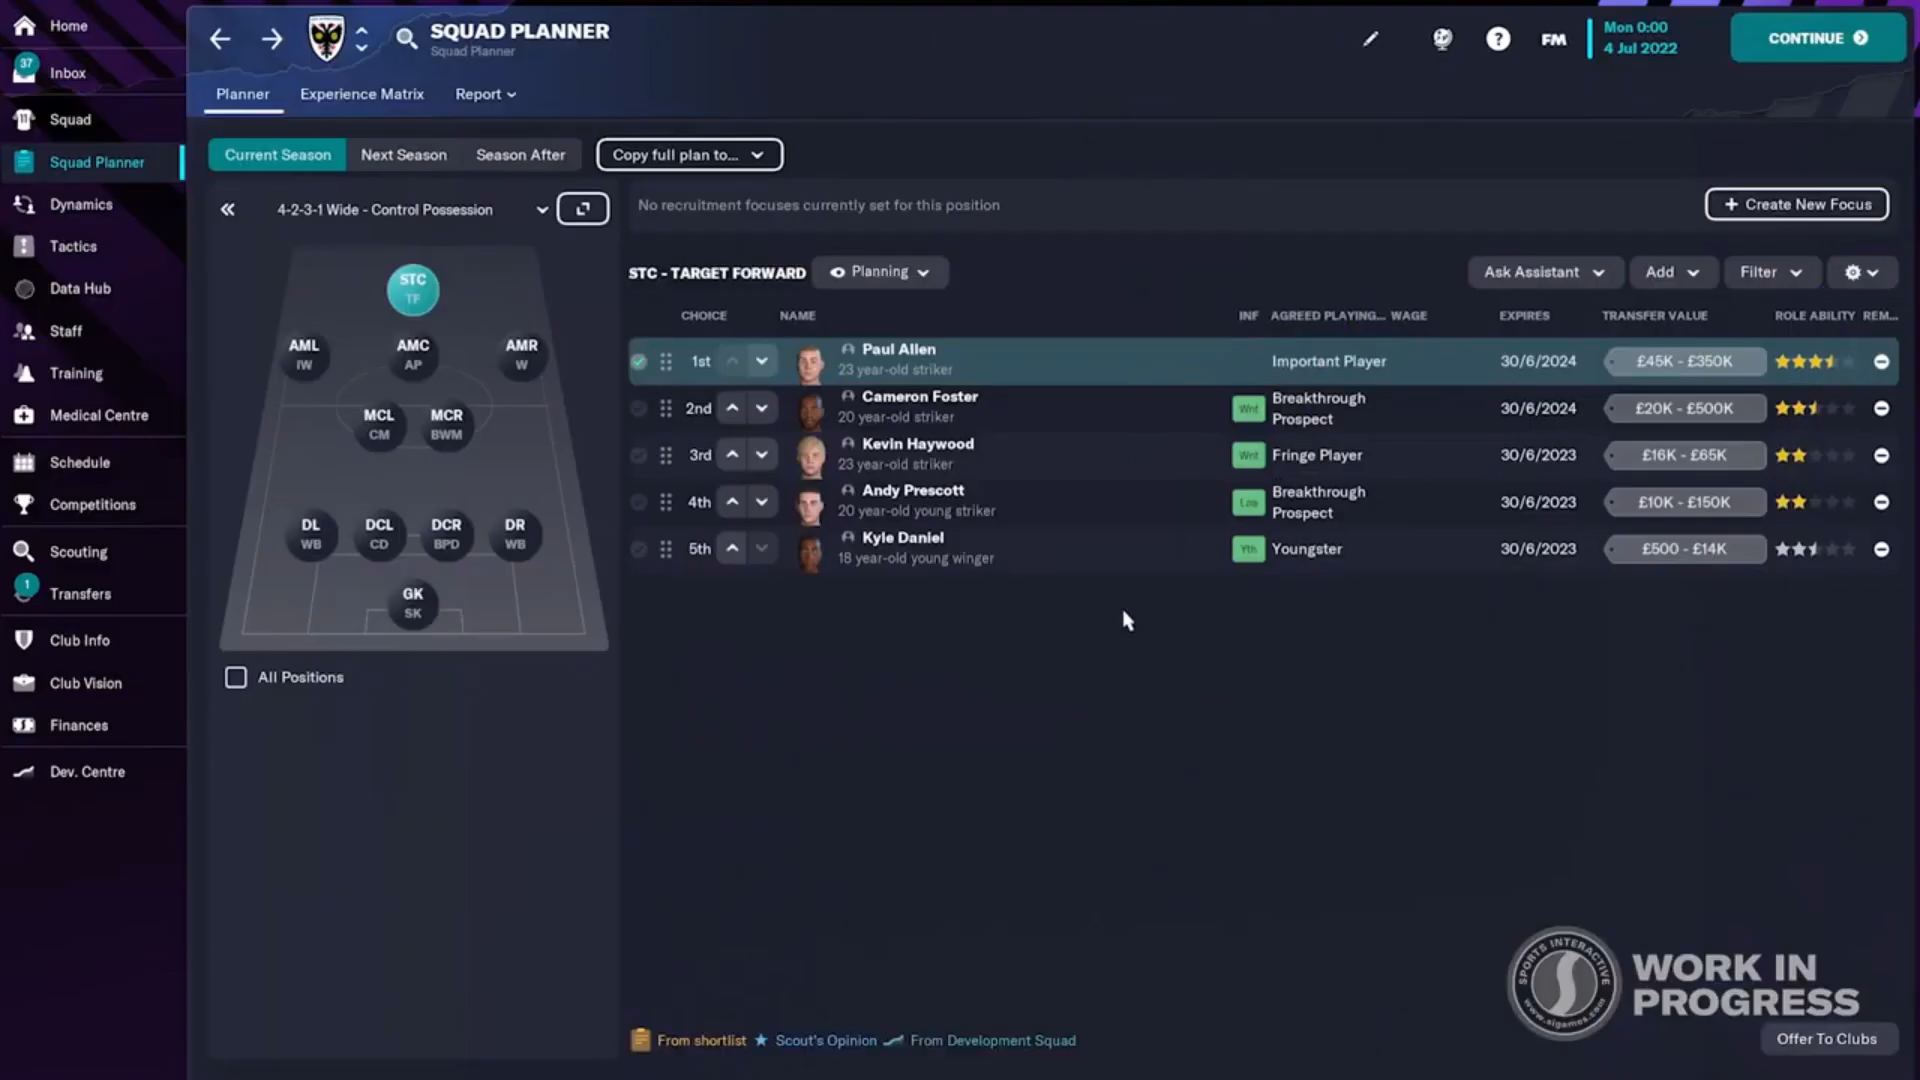 Home
37
Inbox
Squad
Squad Planner
Dynamics
Tactics
Data Hub
Staff
Training
Medical Centre
Schedule
Competitions
Scouting
1
Transfers
Club Info
Club Vision
Finances
Dev. Centre
SQUAD PLANNER
Squad Planner
?
FM
Mon 0:00
4 Jul 2022
CONTINUE
Planner
Experience Matrix
Report
Current Season
Next Season
Season After
Copy full plan to...
4-2-3-1 Wide - Control Possession
STC
TF
AML
IW
AMC
AP
AMR
W
MCL
CM
MCR
BWM
DL
WB
DCL
CD
DCR
BPD
DR
WB
GK
SK
All Positions
No recruitment focuses currently set for this position
+ Create New Focus
STC - TARGET FORWARD
Planning
Ask Assistant
Add
Filter
CHOICE NAME INF AGREED PLAYING... WAGE EXPIRES TRANSFER VALUE ROLE ABILITY REM...
1st Paul Allen Important Player 30/6/2024 £45K - £350K
23 year-old striker
2nd Cameron Foster Wnt Breakthrough Prospect 30/6/2024 £20K - £500K
20 year-old striker
3rd Kevin Haywood Wnt Fringe Player 30/6/2023 £16K - £65K
23 year-old striker
4th Andy Prescott Loa Breakthrough Prospect 30/6/2023 £10K - £150K
20 year-old young striker
5th Kyle Daniel Yth Youngster 30/6/2023 £500 - £14K
18 year-old young winger
From shortlist
Scout's Opinion
From Development Squad
SPORTS INTERACTIVE
www.sigames.com
WORK IN
PROGRESS
Offer To Clubs